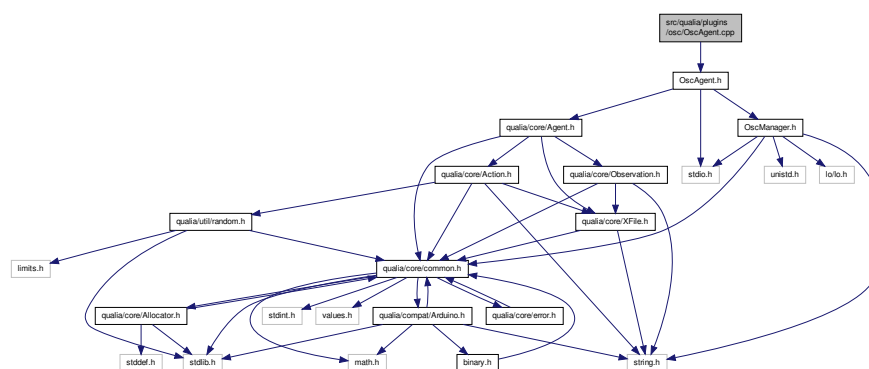 src/qualia/plugins
/osc/OscAgent.cpp
OscAgent.h
qualia/core/Agent.h
OscManager.h
qualia/core/Action.h
qualia/core/Observation.h
stdio.h
unistd.h
lo/lo.h
qualia/util/random.h
qualia/core/XFile.h
limits.h
qualia/core/common.h
qualia/core/Allocator.h
stdint.h
values.h
qualia/compat/Arduino.h
qualia/core/error.h
stddef.h
stdlib.h
math.h
binary.h
string.h